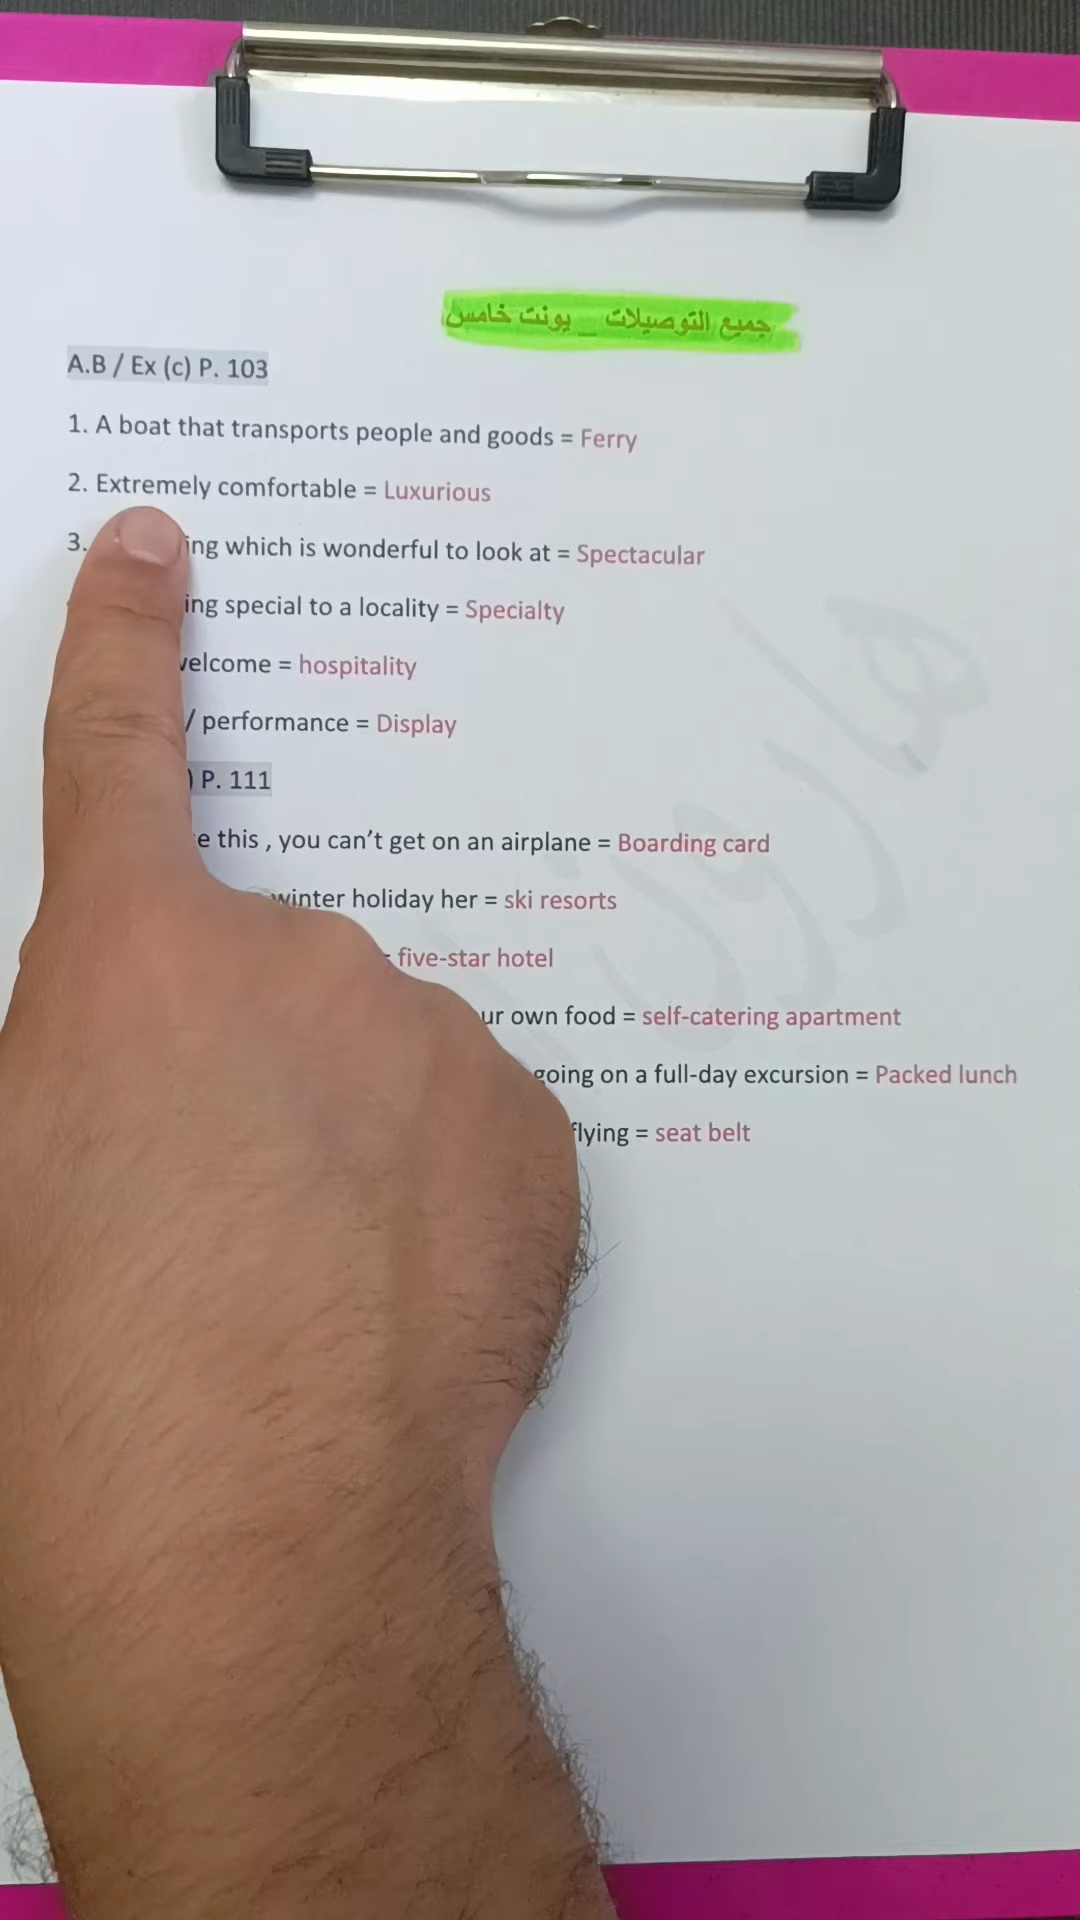 جميع التوصيلات _ يونت خامس
A.B / Ex (c) P. 103
1. A boat that transports people and goods = Ferry
2. Extremely comfortable = Luxurious
3. ing which is wonderful to look at = Spectacular
ing special to a locality = Specialty
welcome = hospitality
/ performance = Display
) P. 111
e this , you can't get on an airplane = Boarding card
winter holiday her = ski resorts
= five-star hotel
ur own food = self-catering apartment
going on a full-day excursion = Packed lunch
flying = seat belt